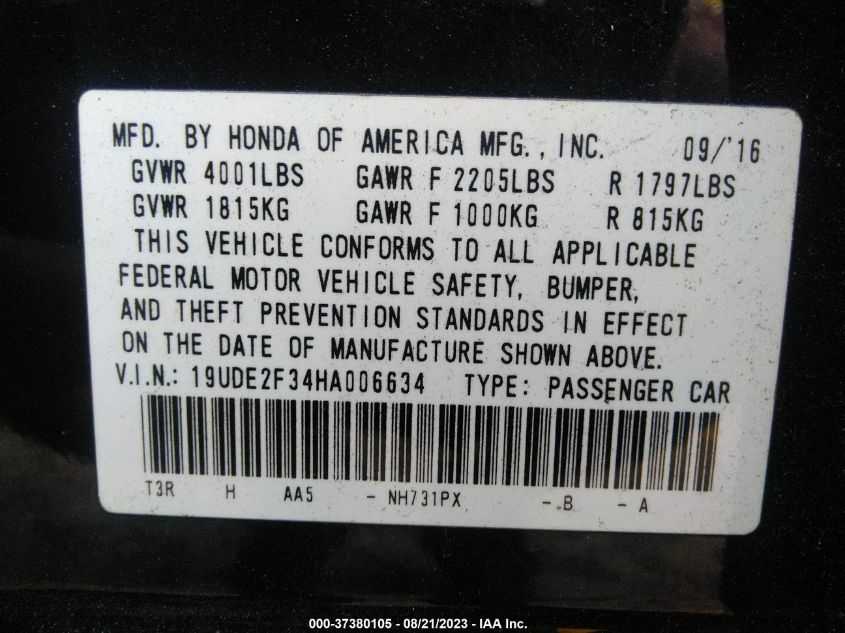 MFD. BY HONDA OF AMERICA MFG., INC. 09/'16
GVWR 4001LBS GAWR F 2205LBS R 1797LBS
GVWR 1815KG GAWR F 1000KG R 815KG
THIS VEHICLE CONFORMS TO ALL APPLICABLE
FEDERAL MOTOR VEHICLE SAFETY, BUMPER,
AND THEFT PREVENTION STANDARDS IN EFFECT
ON THE DATE OF MANUFACTURE SHOWN ABOVE.
V.I.N.: 19UDE2F34HA006634 TYPE: PASSENGER CAR
T3R H AA5 - NH731PX - B - A
000-37380105 - 08/21/2023 - IAA Inc.